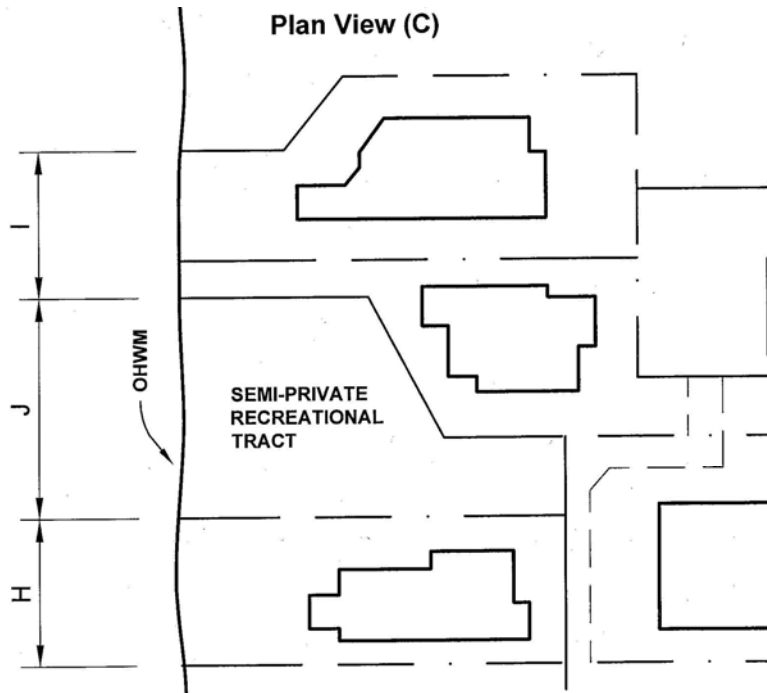 Plan View (C)
I
OHWM
J
SEMI-PRIVATE
RECREATIONAL
TRACT
H